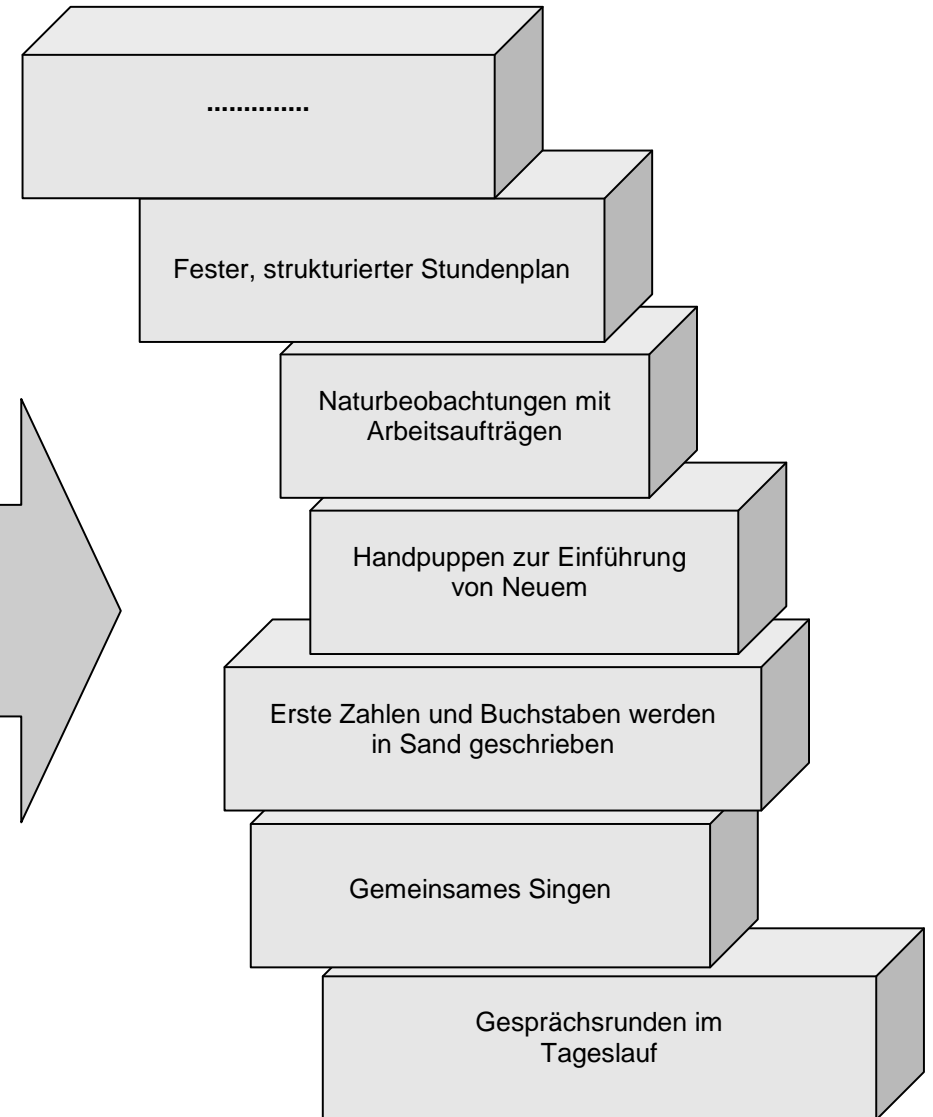 ..............
Fester, strukturierter Stundenplan
Naturbeobachtungen mit
Arbeitsaufträgen
Handpuppen zur Einführung
von Neuem
Erste Zahlen und Buchstaben werden
in Sand geschrieben
Gemeinsames Singen
Gesprächsrunden im
Tageslauf